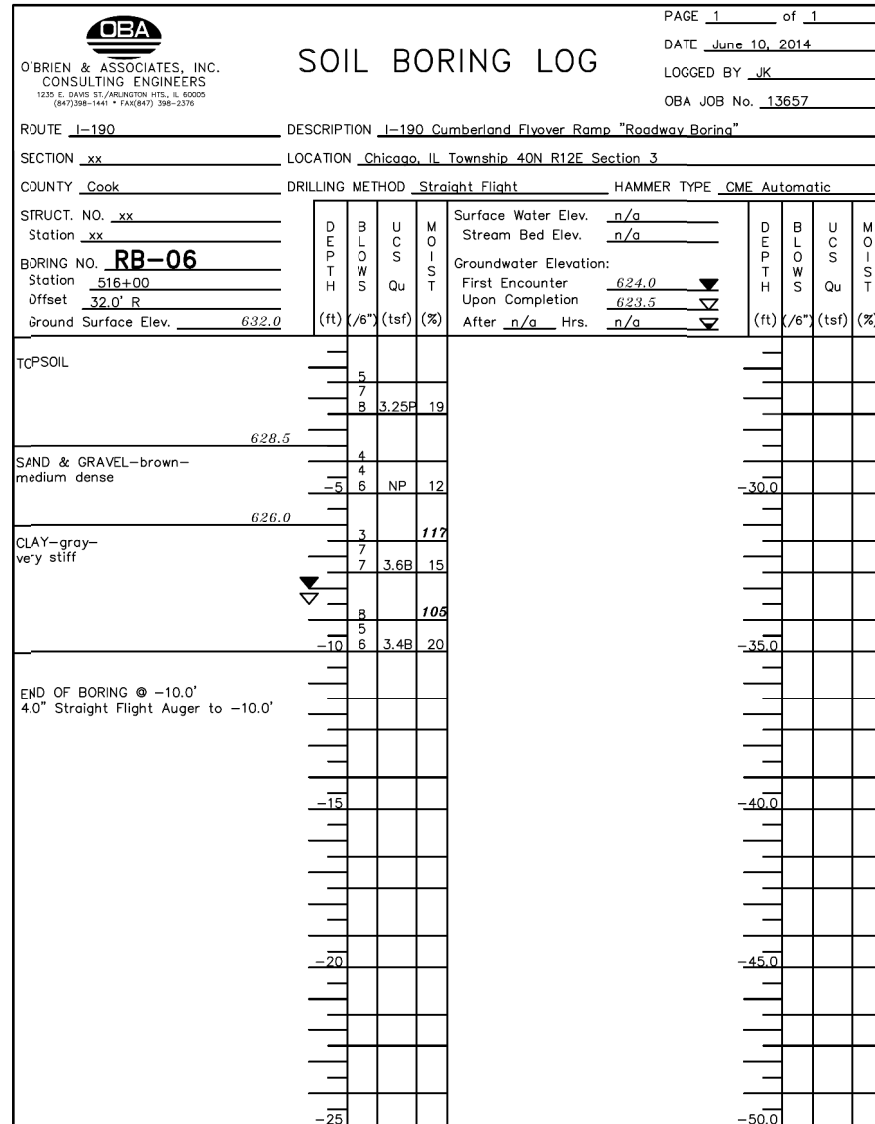 PAGE 1 of 1
OBA
DATE June 10, 2014
SOIL BORING LOG
O'BRIEN & ASSOCIATES, INC.
CONSULTING ENGINEERS
1235 E. DAVIS ST./ARLINGTON HTS., IL 60005
(847)398-1441 * FAX(847) 398-2376
LOGGED BY JK
OBA JOB No. 13657
ROUTE I-190 DESCRIPTION I-190 Cumberland Flyover Ramp "Roadway Boring"
SECTION xx LOCATION Chicago, IL Township 40N R12E Section 3
COUNTY Cook DRILLING METHOD Straight Flight HAMMER TYPE CME Automatic
STRUCT. NO. xx
Station xx
BORING NO. RB-06
Station 516+00
Offset 32.0' R
Ground Surface Elev. 632.0
DEPTH (ft)
BLOWS (/6")
UCS Qu (tsf)
MOIST (%)
Surface Water Elev. n/a
Stream Bed Elev. n/a
Groundwater Elevation:
First Encounter 624.0
Upon Completion 623.5
After n/a Hrs. n/a
DEPTH (ft)
BLOWS (/6")
UCS Qu (tsf)
MOIST (%)
TOPSOIL
5
7
8 3.25P 19
628.5
SAND & GRAVEL-brown-
medium dense
4
4
-5 6 NP 12
-30.0
626.0
CLAY-gray-
very stiff
3 117
7
7 3.6B 15
8 105
5
-10 6 3.4B 20
-35.0
END OF BORING @ -10.0'
4.0" Straight Flight Auger to -10.0'
-15
-40.0
-20
-45.0
-25
-50.0